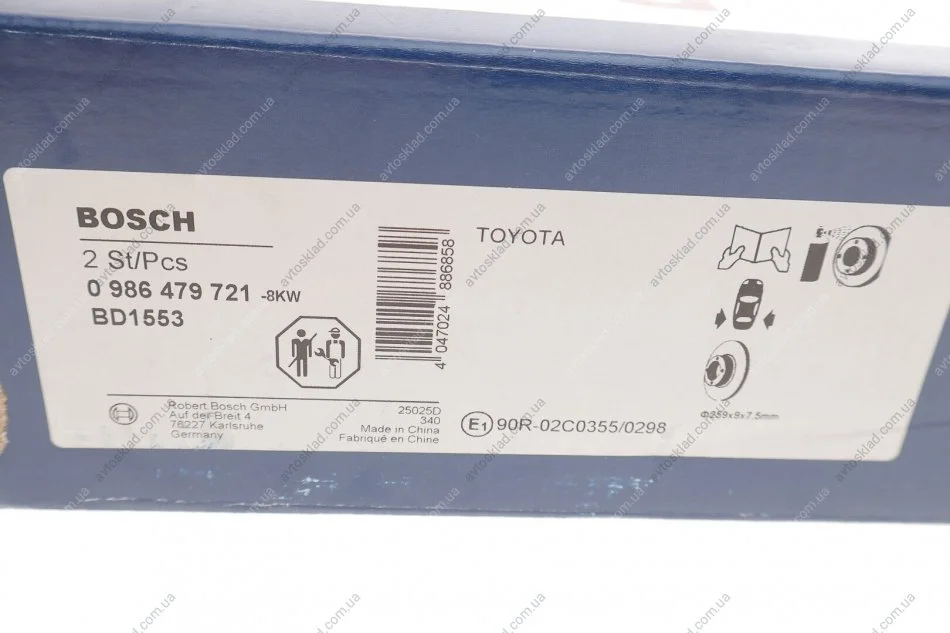 BOSCH
2 St/Pcs
0 986 479 721 -8KW
BD1553
4 047024 886858
TOYOTA
Robert Bosch GmbH
Auf der Breit 4
76227 Karlsruhe
Germany
25025D
340
Made in China
Fabriqué en Chine
E1 90R-02C0355/0298
Φ259x9x7.5mm
avtosklad.com.ua